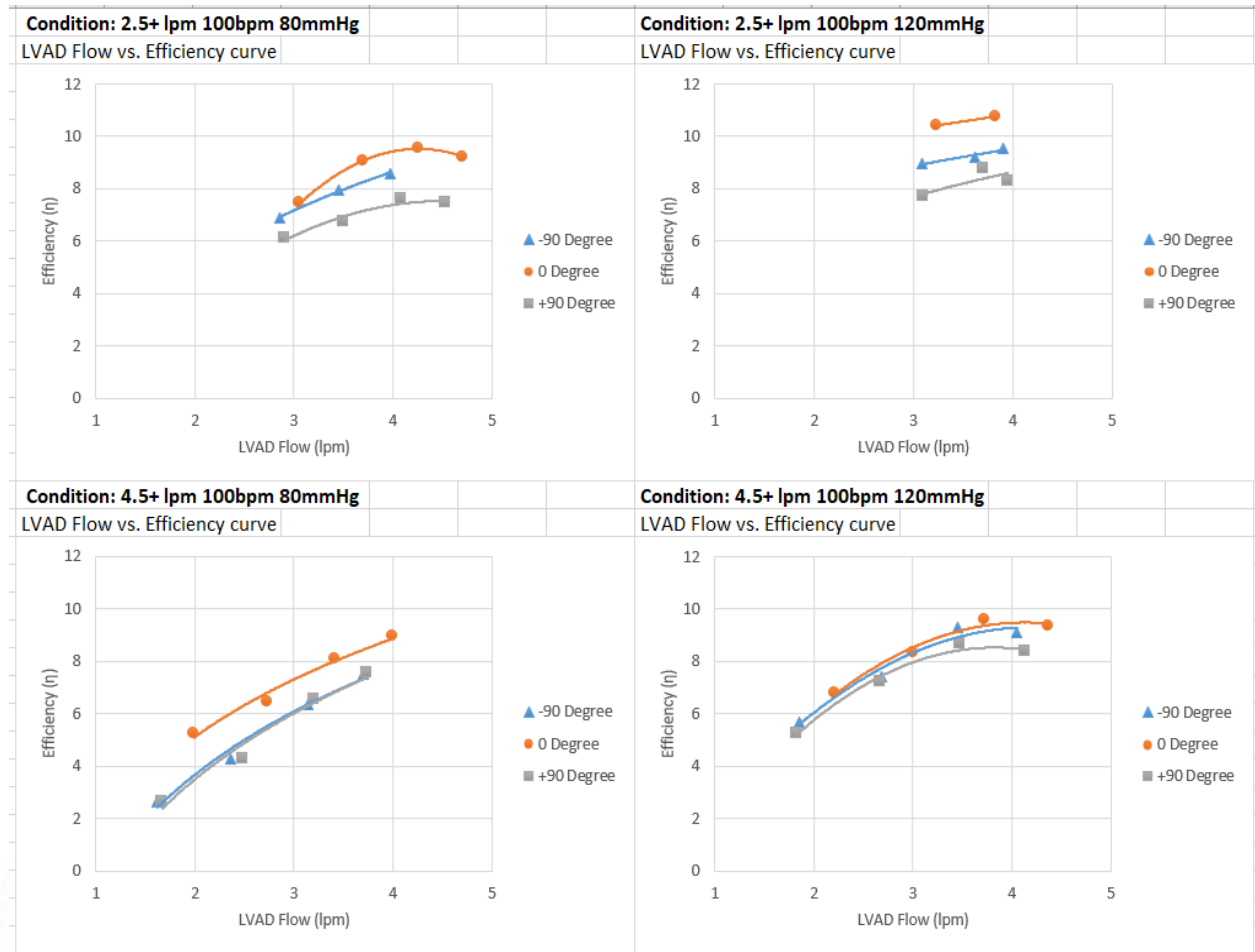 Condition: 2.5+ lpm 100bpm 80mmHg
LVAD Flow vs. Efficiency curve
12
10
8
6
4
2
0
Efficiency (η)
1 2 3 4 5
LVAD Flow (lpm)
-90 Degree
0 Degree
+90 Degree
Condition: 2.5+ lpm 100bpm 120mmHg
LVAD Flow vs. Efficiency curve
12
10
8
6
4
2
0
Efficiency (η)
1 2 3 4 5
LVAD Flow (lpm)
-90 Degree
0 Degree
+90 Degree
Condition: 4.5+ lpm 100bpm 80mmHg
LVAD Flow vs. Efficiency curve
12
10
8
6
4
2
0
Efficiency (η)
1 2 3 4 5
LVAD Flow (lpm)
-90 Degree
0 Degree
+90 Degree
Condition: 4.5+ lpm 100bpm 120mmHg
LVAD Flow vs. Efficiency curve
12
10
8
6
4
2
0
Efficiency (η)
1 2 3 4 5
LVAD Flow (lpm)
-90 Degree
0 Degree
+90 Degree